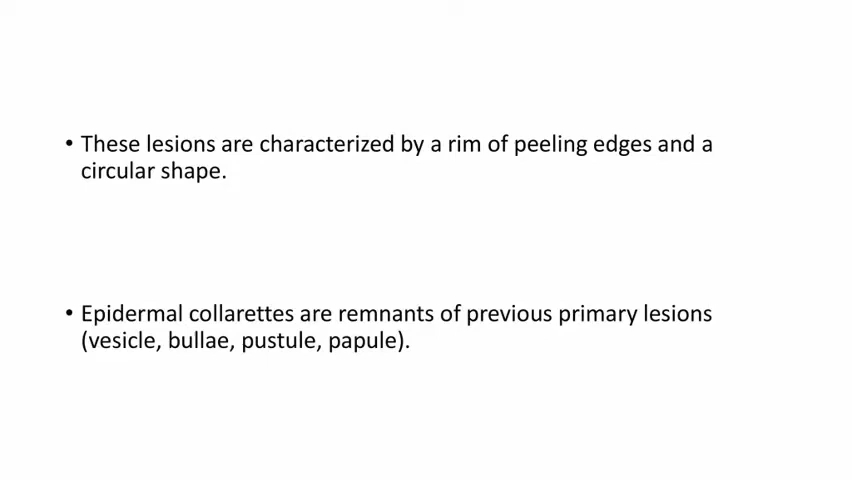 • These lesions are characterized by a rim of peeling edges and a
circular shape.
• Epidermal collarettes are remnants of previous primary lesions
(vesicle, bullae, pustule, papule).